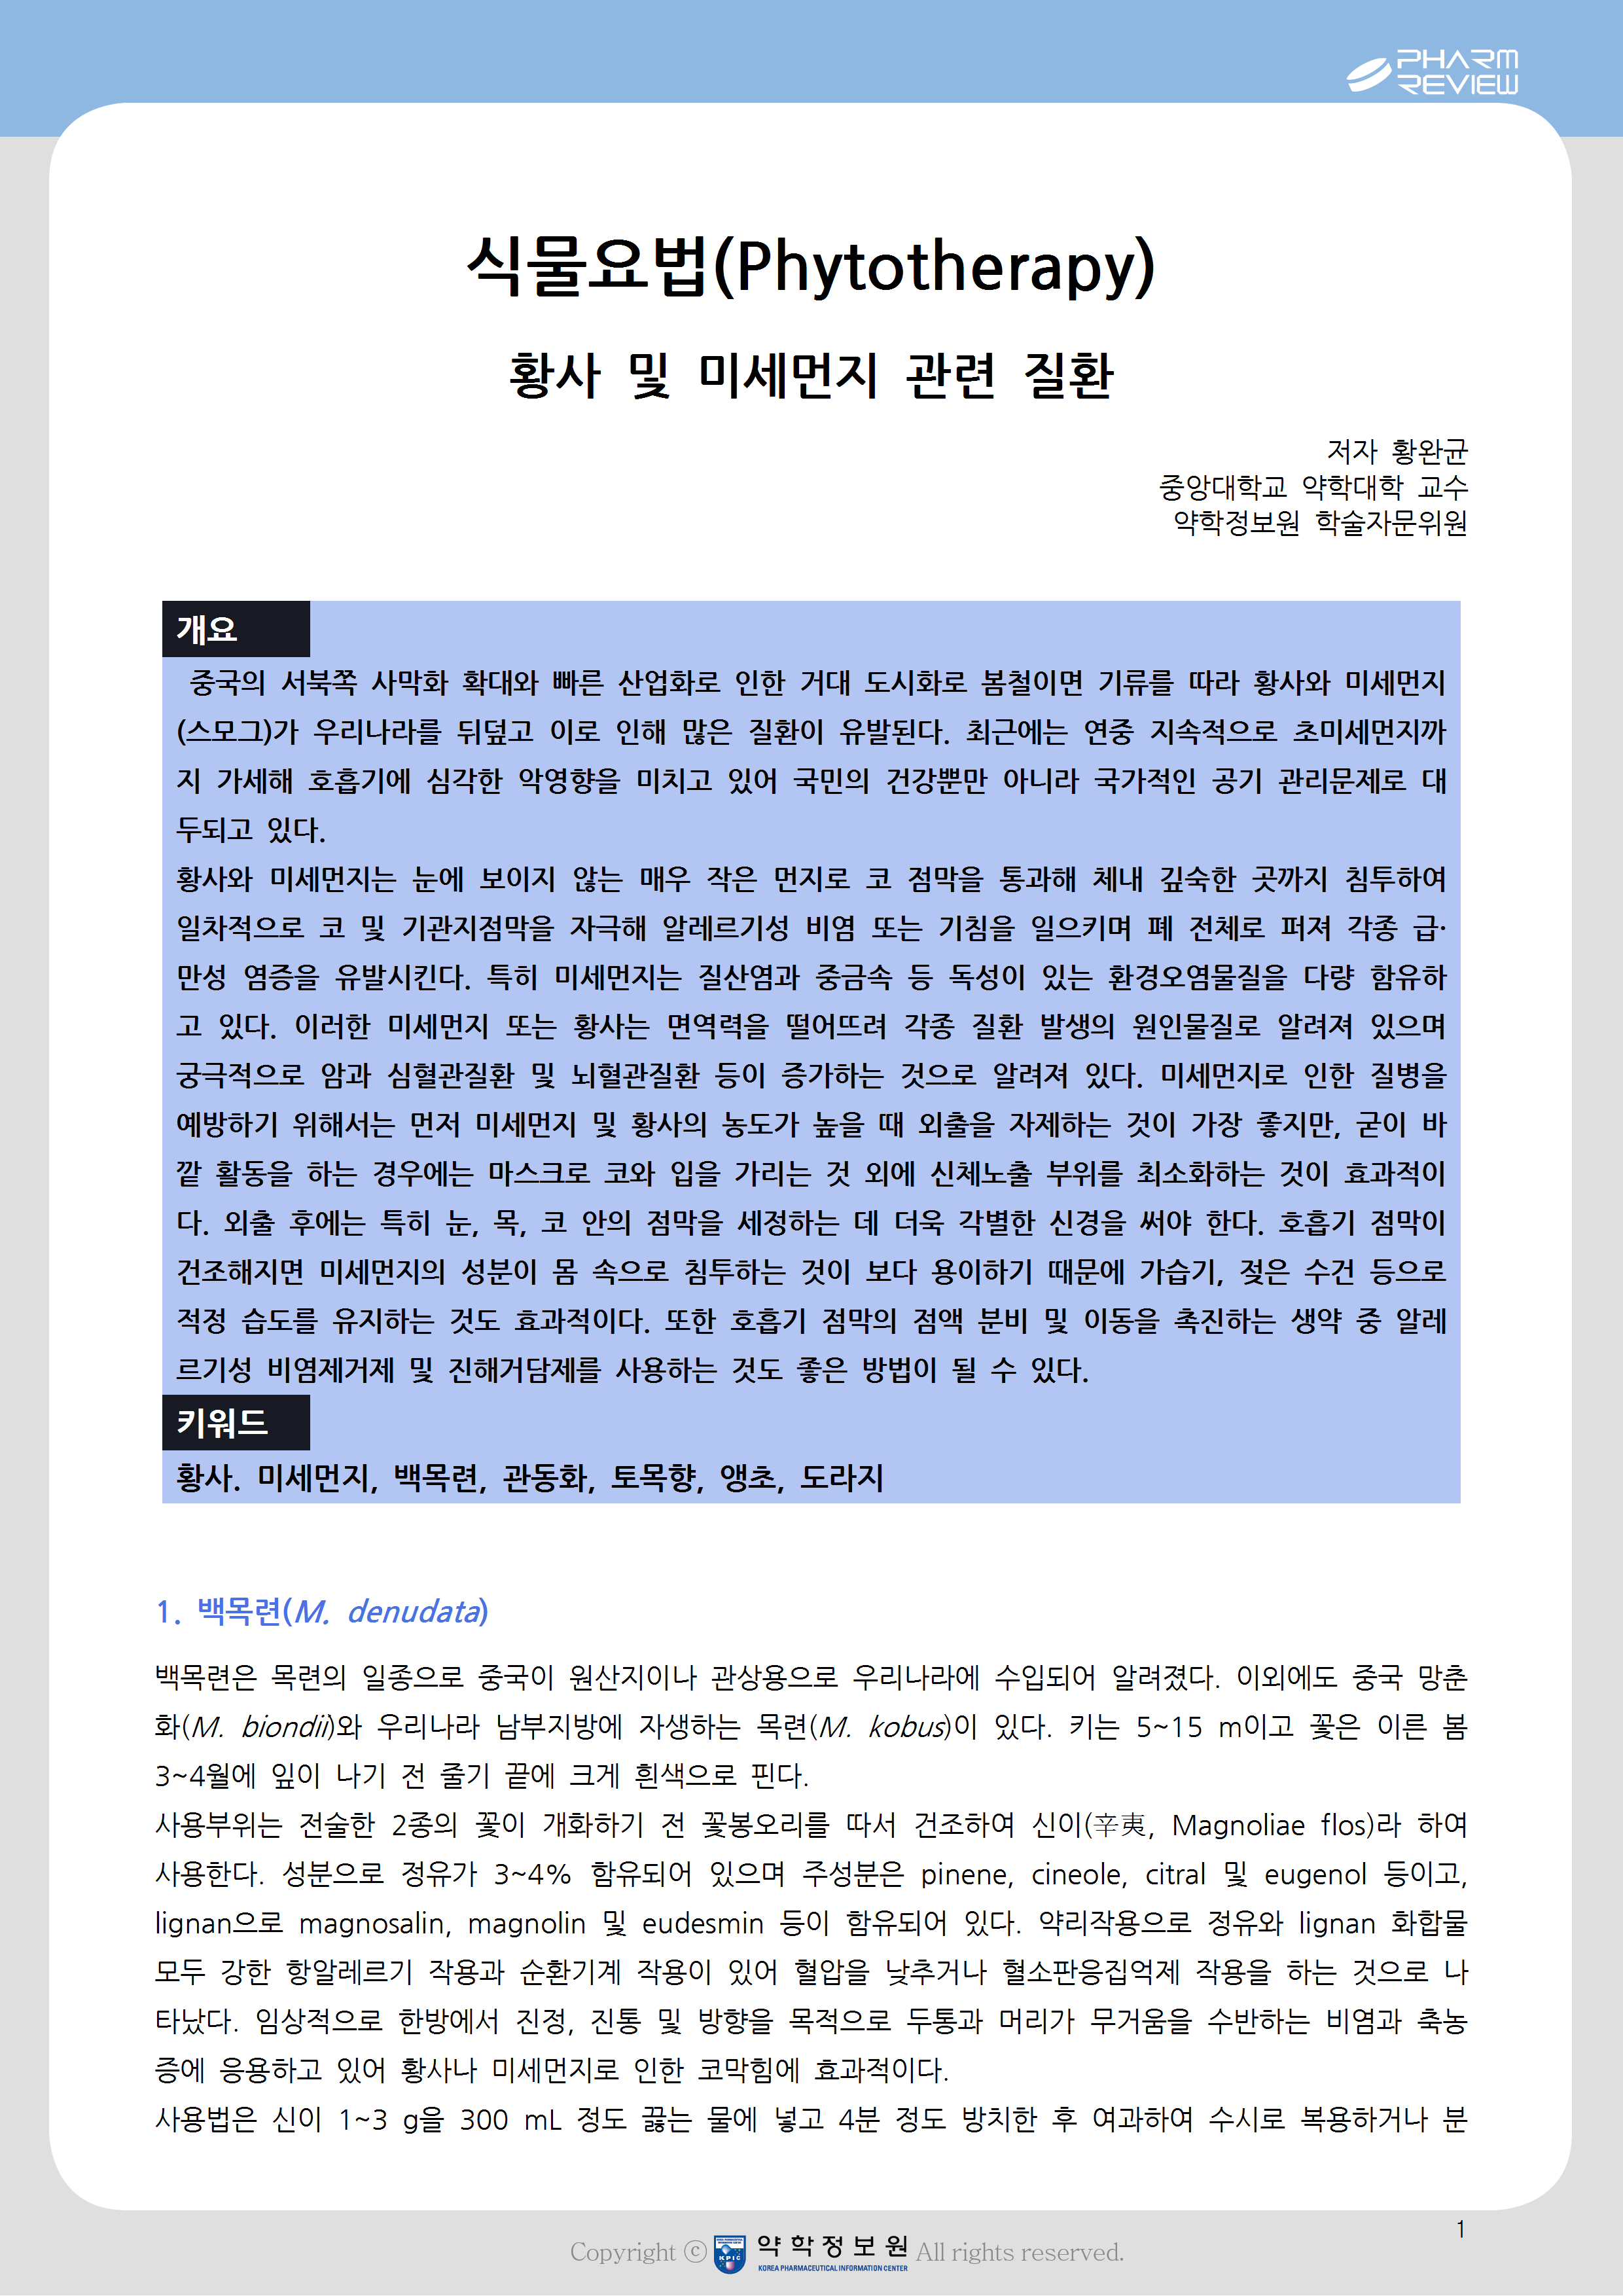 PHARM
REVIEW
식물요법(Phytotherapy)
황사 및 미세먼지 관련 질환
저자 황완균
중앙대학교 약학대학 교수
약학정보원 학술자문위원
개요
중국의 서북쪽 사막화 확대와 빠른 산업화로 인한 거대 도시화로 봄철이면 기류를 따라 황사와 미세먼지
(스모그)가 우리나라를 뒤덮고 이로 인해 많은 질환이 유발된다. 최근에는 연중 지속적으로 초미세먼지까
지 가세해 호흡기에 심각한 악영향을 미치고 있어 국민의 건강뿐만 아니라 국가적인 공기 관리문제로 대
두되고 있다.
황사와 미세먼지는 눈에 보이지 않는 매우 작은 먼지로 코 점막을 통과해 체내 깊숙한 곳까지 침투하여
일차적으로 코 및 기관지점막을 자극해 알레르기성 비염 또는 기침을 일으키며 폐 전체로 퍼져 각종 급·
만성 염증을 유발시킨다. 특히 미세먼지는 질산염과 중금속 등 독성이 있는 환경오염물질을 다량 함유하
고 있다. 이러한 미세먼지 또는 황사는 면역력을 떨어뜨려 각종 질환 발생의 원인물질로 알려져 있으며
궁극적으로 암과 심혈관질환 및 뇌혈관질환 등이 증가하는 것으로 알려져 있다. 미세먼지로 인한 질병을
예방하기 위해서는 먼저 미세먼지 및 황사의 농도가 높을 때 외출을 자제하는 것이 가장 좋지만, 굳이 바
깥 활동을 하는 경우에는 마스크로 코와 입을 가리는 것 외에 신체노출 부위를 최소화하는 것이 효과적이
다. 외출 후에는 특히 눈, 목, 코 안의 점막을 세정하는 데 더욱 각별한 신경을 써야 한다. 호흡기 점막이
건조해지면 미세먼지의 성분이 몸 속으로 침투하는 것이 보다 용이하기 때문에 가습기, 젖은 수건 등으로
적정 습도를 유지하는 것도 효과적이다. 또한 호흡기 점막의 점액 분비 및 이동을 촉진하는 생약 중 알레
르기성 비염제거제 및 진해거담제를 사용하는 것도 좋은 방법이 될 수 있다.
키워드
황사. 미세먼지, 백목련, 관동화, 토목향, 앵초, 도라지
1. 백목련(M. denudata)
백목련은 목련의 일종으로 중국이 원산지이나 관상용으로 우리나라에 수입되어 알려졌다. 이외에도 중국 망춘
화(M. biondii)와 우리나라 남부지방에 자생하는 목련(M. kobus)이 있다. 키는 5~15 m이고 꽃은 이른 봄
3~4월에 잎이 나기 전 줄기 끝에 크게 흰색으로 핀다.
사용부위는 전술한 2종의 꽃이 개화하기 전 꽃봉오리를 따서 건조하여 신이(辛夷, Magnoliae flos)라 하여
사용한다. 성분으로 정유가 3~4% 함유되어 있으며 주성분은 pinene, cineole, citral 및 eugenol 등이고,
lignan으로 magnosalin, magnolin 및 eudesmin 등이 함유되어 있다. 약리작용으로 정유와 lignan 화합물
모두 강한 항알레르기 작용과 순환기계 작용이 있어 혈압을 낮추거나 혈소판응집억제 작용을 하는 것으로 나
타났다. 임상적으로 한방에서 진정, 진통 및 방향을 목적으로 두통과 머리가 무거움을 수반하는 비염과 축농
증에 응용하고 있어 황사나 미세먼지로 인한 코막힘에 효과적이다.
사용법은 신이 1~3 g을 300 mL 정도 끓는 물에 넣고 4분 정도 방치한 후 여과하여 수시로 복용하거나 분
1
Copyright ⓒ KPIC 약학정보원 All rights reserved.
KOREA PHARMACEUTICAL INFORMATION CENTER